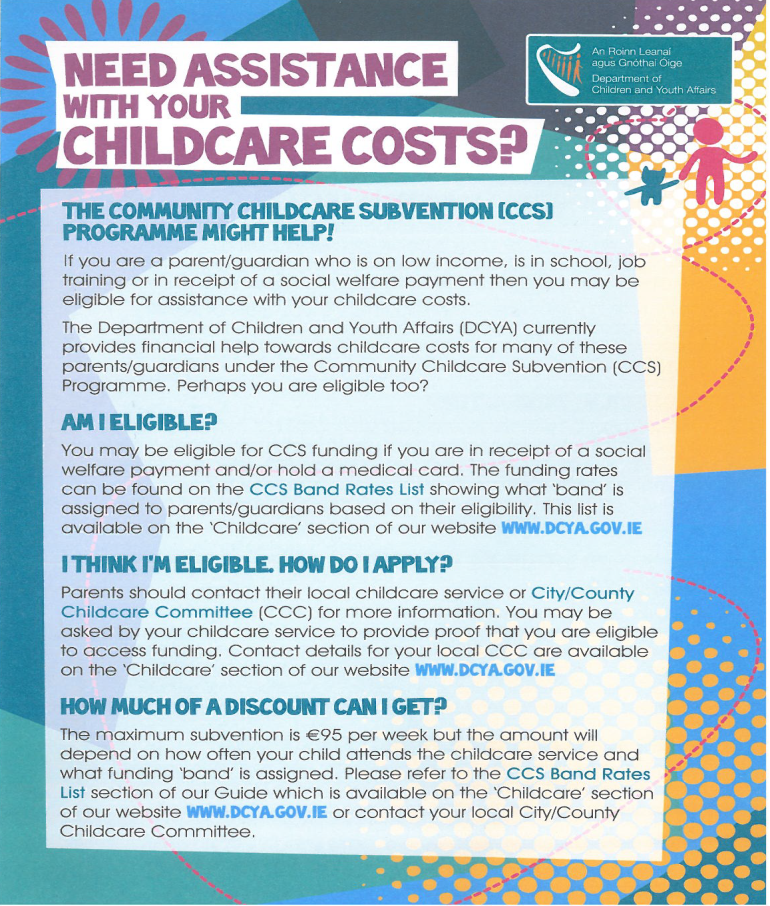 NEED ASSISTANCE
WITH YOUR
CHILDCARE COSTS?
An Roinn Leanaí
agus Gnóthaí Óige
Department of
Children and Youth Affairs
THE COMMUNITY CHILDCARE SUBVENTION (CCS)
PROGRAMME MIGHT HELP!
If you are a parent/guardian who is on low income, is in school, job
training or in receipt of a social welfare payment then you may be
eligible for assistance with your childcare costs.
The Department of Children and Youth Affairs (DCYA) currently
provides financial help towards childcare costs for many of these
parents/guardians under the Community Childcare Subvention (CCS)
Programme. Perhaps you are eligible too?
AM I ELIGIBLE?
You may be eligible for CCS funding if you are in receipt of a social
welfare payment and/or hold a medical card. The funding rates
can be found on the CCS Band Rates List showing what 'band' is
assigned to parents/guardians based on their eligibility. This list is
available on the 'Childcare' section of our website WWW.DCYA.GOV.IE
I THINK I'M ELIGIBLE. HOW DO I APPLY?
Parents should contact their local childcare service or City/County
Childcare Committee (CCC) for more information. You may be
asked by your childcare service to provide proof that you are eligible
to access funding. Contact details for your local CCC are available
on the 'Childcare' section of our website WWW.DCYA.GOV.IE
HOW MUCH OF A DISCOUNT CAN I GET?
The maximum subvention is €95 per week but the amount will
depend on how often your child attends the childcare service and
what funding 'band' is assigned. Please refer to the CCS Band Rates
List section of our Guide which is available on the 'Childcare' section
of our website WWW.DCYA.GOV.IE or contact your local City/County
Childcare Committee.